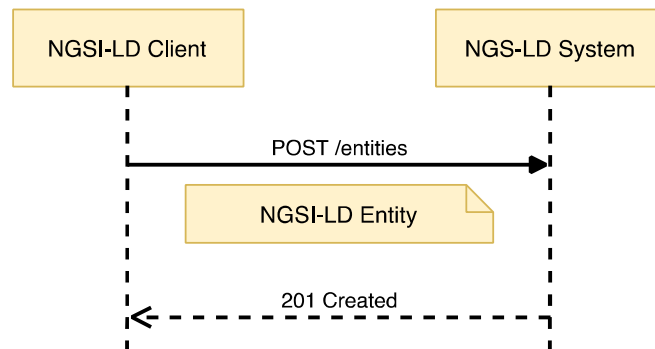 NGSI-LD Client
NGS-LD System
POST /entities
NGSI-LD Entity
201 Created